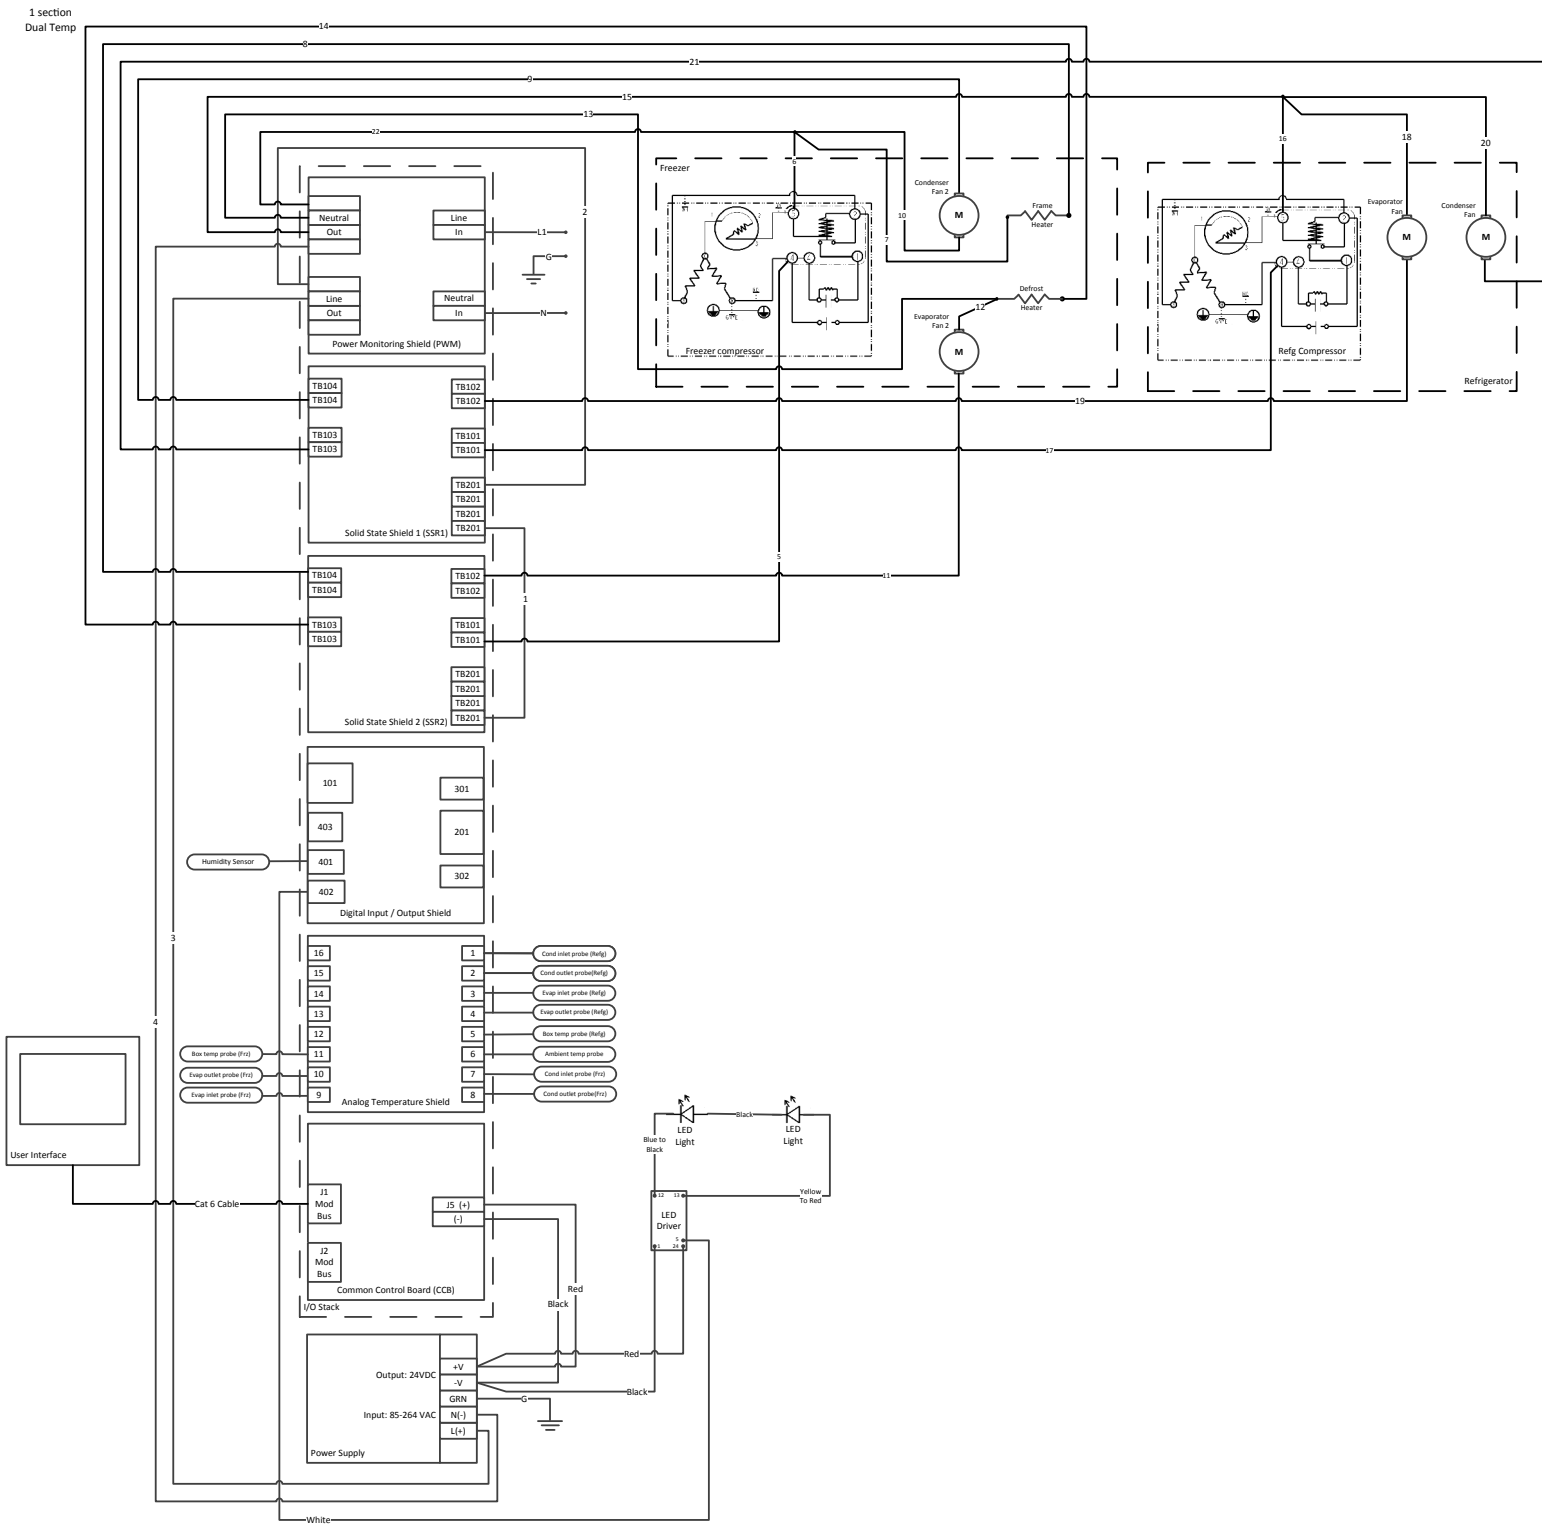 1 section
Dual Temp
14
8
21
9
15
13
22
2
6
16
18
20
10
7
Freezer
Condenser
Fan 2
M
Frame
Heater
Defrost
Heater
12
Evaporator
Fan 2
M
Freezer compressor
Evaporator
Fan
M
Condenser
Fan
M
Refg Compressor
Refrigerator
Neutral
Out
Line
In
L1
G
Line
Out
Neutral
In
N
Power Monitoring Shield (PWM)
TB104
TB104
TB102
TB102
19
TB103
TB103
TB101
TB101
17
TB201
TB201
TB201
TB201
Solid State Shield 1 (SSR1)
5
TB104
TB104
TB102
TB102
11
1
TB103
TB103
TB101
TB101
TB201
TB201
TB201
TB201
Solid State Shield 2 (SSR2)
101
301
403
201
Humidity Sensor
401
302
402
Digital Input / Output Shield
3
4
16
1
Cond inlet probe (Refg)
15
2
Cond outlet probe(Refg)
14
3
Evap inlet probe (Refg)
13
4
Evap outlet probe (Refg)
12
5
Box temp probe (Refg)
Box temp probe (Frz)
11
6
Ambient temp probe
Evap outlet probe (Frz)
10
7
Cond inlet probe (Frz)
Evap inlet probe (Frz)
9
8
Cond outlet probe(Frz)
Analog Temperature Shield
User Interface
Cat 6 Cable
J1
Mod
Bus
J5 (+)
(-)
J2
Mod
Bus
Common Control Board (CCB)
I/O Stack
Red
Black
LED
Light
Black
LED
Light
Blue to
Black
Yellow
To Red
12
13
LED
Driver
5
1
24
Output: 24VDC
+V
-V
GRN
Input: 85-264 VAC
N(-)
L(+)
Power Supply
Red
Black
G
White